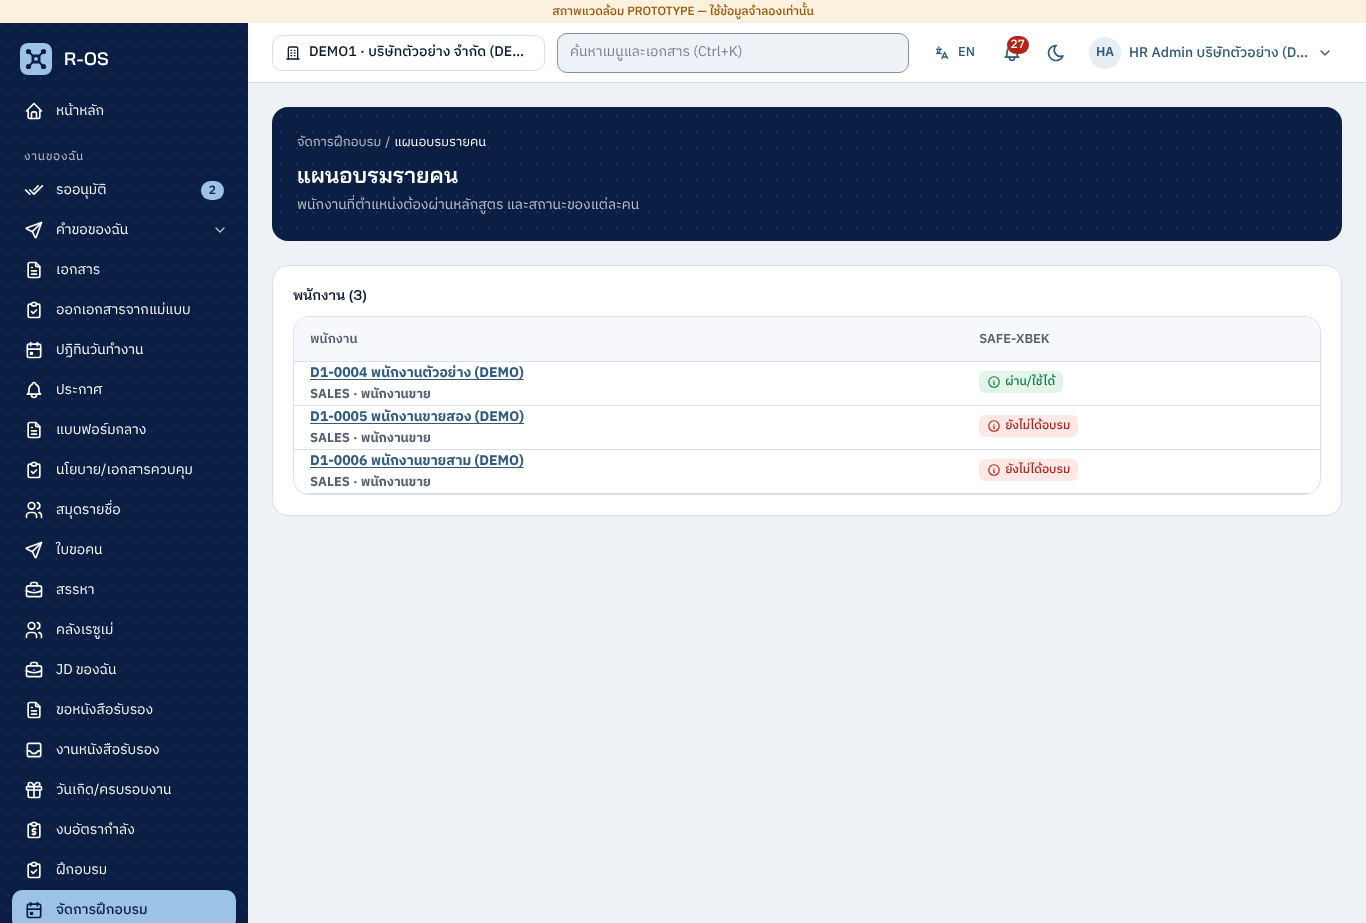 สภาพแวดล้อม PROTOTYPE — ใช้ข้อมูลจำลองเท่านั้น
R-OS
DEMO1 · บริษัทตัวอย่าง จำกัด (DE...
ค้นหาเมนูและเอกสาร (Ctrl+K)
EN
27
HA
HR Admin บริษัทตัวอย่าง (D...
หน้าหลัก
งานของฉัน
รออนุมัติ 2
คำขอของฉัน
เอกสาร
ออกเอกสารจากแม่แบบ
ปฏิทินวันทำงาน
ประกาศ
แบบฟอร์มกลาง
นโยบาย/เอกสารควบคุม
สมุดรายชื่อ
ใบขอคน
สรรหา
คลังเรซูเม่
JD ของฉัน
ขอหนังสือรับรอง
งานหนังสือรับรอง
วันเกิด/ครบรอบงาน
งบอัตรากำลัง
ฝึกอบรม
จัดการฝึกอบรม
จัดการฝึกอบรม / แผนอบรมรายคน
แผนอบรมรายคน
พนักงานที่ตำแหน่งต้องผ่านหลักสูตร และสถานะของแต่ละคน
พนักงาน (3)
พนักงาน SAFE-XBEK
D1-0004 พนักงานตัวอย่าง (DEMO)
SALES · พนักงานขาย
ผ่าน/ใช้ได้
D1-0005 พนักงานขายสอง (DEMO)
SALES · พนักงานขาย
ยังไม่ได้อบรม
D1-0006 พนักงานขายสาม (DEMO)
SALES · พนักงานขาย
ยังไม่ได้อบรม